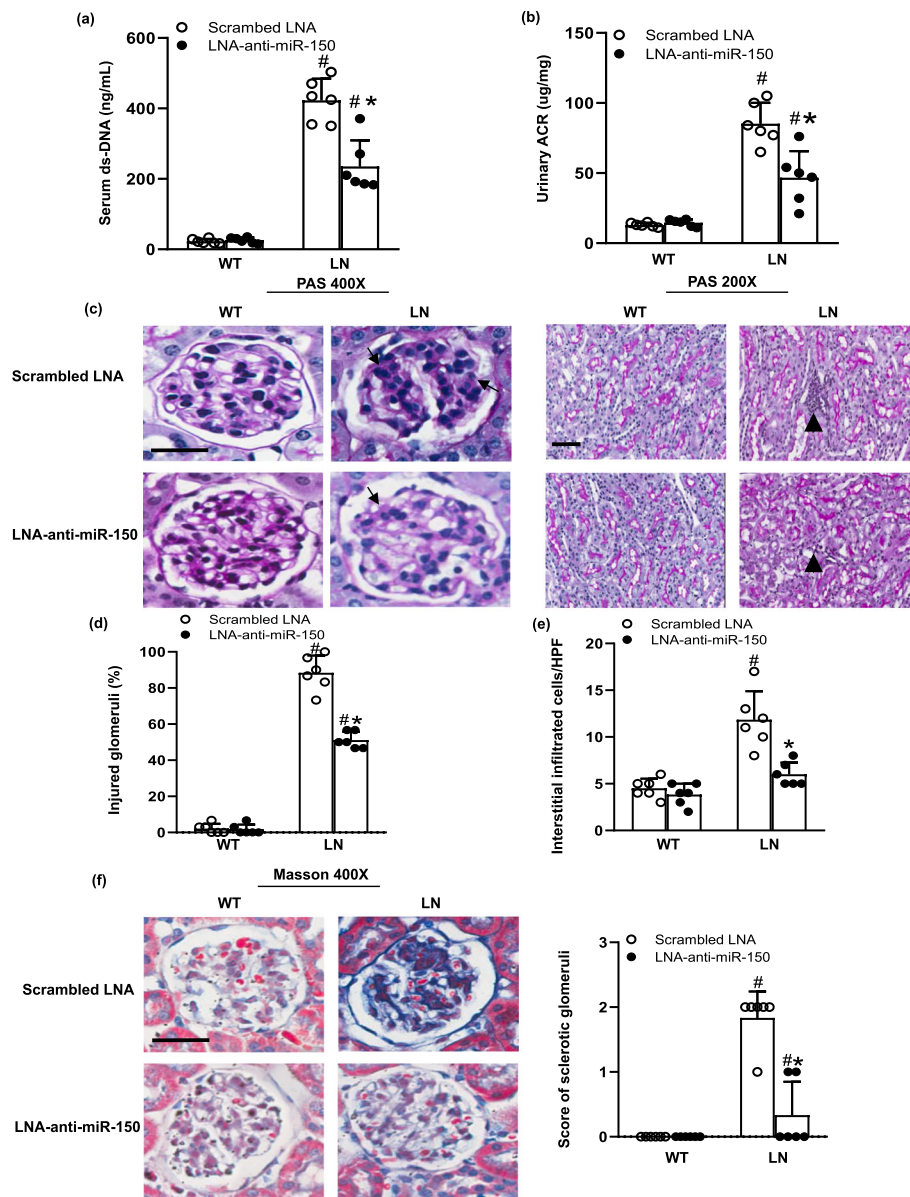 (a)
Scrambed LNA
LNA-anti-miR-150
Serum ds-DNA (ng/mL)
600
400
200
0
#
# *
WT
LN
(b)
Scrambed LNA
LNA-anti-miR-150
Urinary ACR (ug/mg)
150
100
50
0
#
# *
WT
LN
PAS 400X
PAS 200X
(c)
WT
LN
WT
LN
Scrambled LNA
LNA-anti-miR-150
(d)
Scrambled LNA
LNA-anti-miR-150
Injured glomeruli (%)
100
80
60
40
20
0
#
# *
WT
LN
(e)
Scrambled LNA
LNA-anti-miR-150
Interstitial infiltrated cells/HPF
20
15
10
5
0
#
*
WT
LN
(f)
Masson 400X
WT
LN
Scrambled LNA
LNA-anti-miR-150
Scrambled LNA
LNA-anti-miR-150
Score of sclerotic glomeruli
3
2
1
0
#
#*
WT
LN